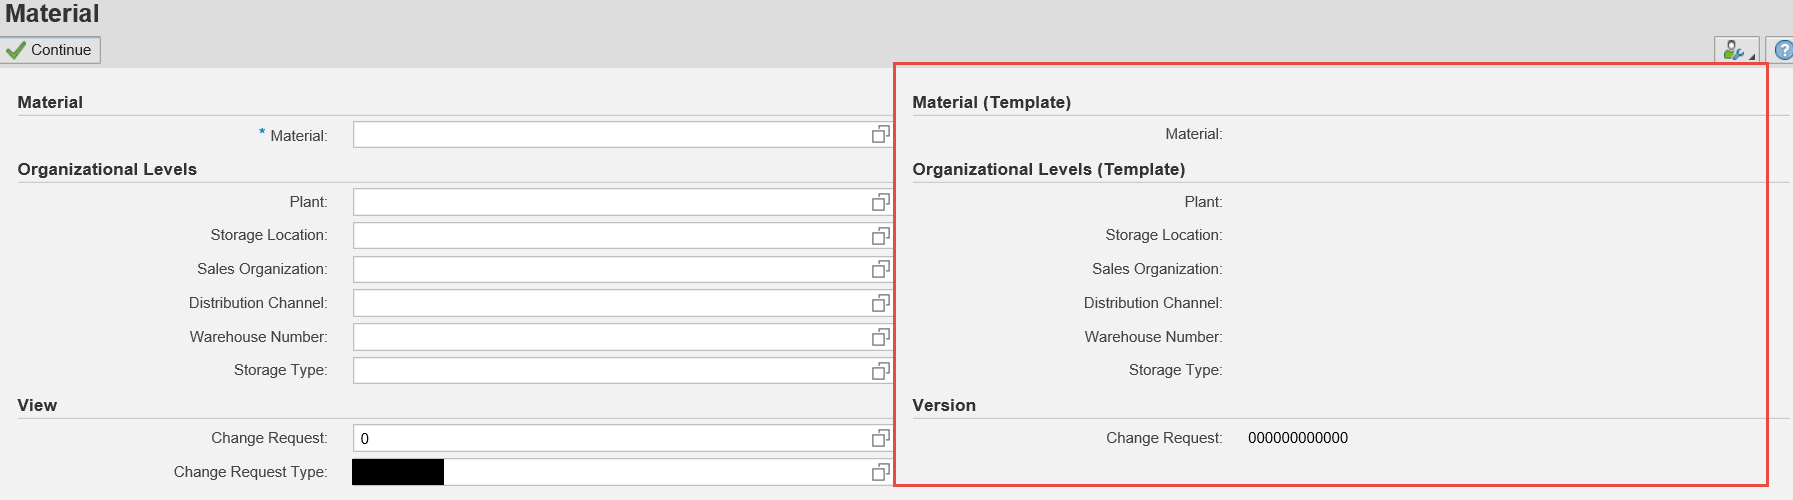 Material
Continue
Material
* Material:
Organizational Levels
Plant:
Storage Location:
Sales Organization:
Distribution Channel:
Warehouse Number:
Storage Type:
View
Change Request: 0
Change Request Type:
Material (Template)
Material:
Organizational Levels (Template)
Plant:
Storage Location:
Sales Organization:
Distribution Channel:
Warehouse Number:
Storage Type:
Version
Change Request: 000000000000